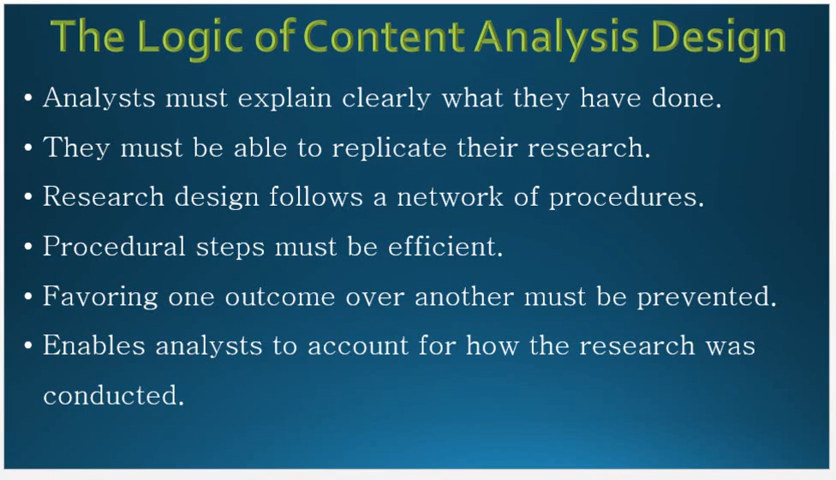 The Logic of Content Analysis Design
• Analysts must explain clearly what they have done.
• They must be able to replicate their research.
• Research design follows a network of procedures.
• Procedural steps must be efficient.
• Favoring one outcome over another must be prevented.
• Enables analysts to account for how the research was
conducted.